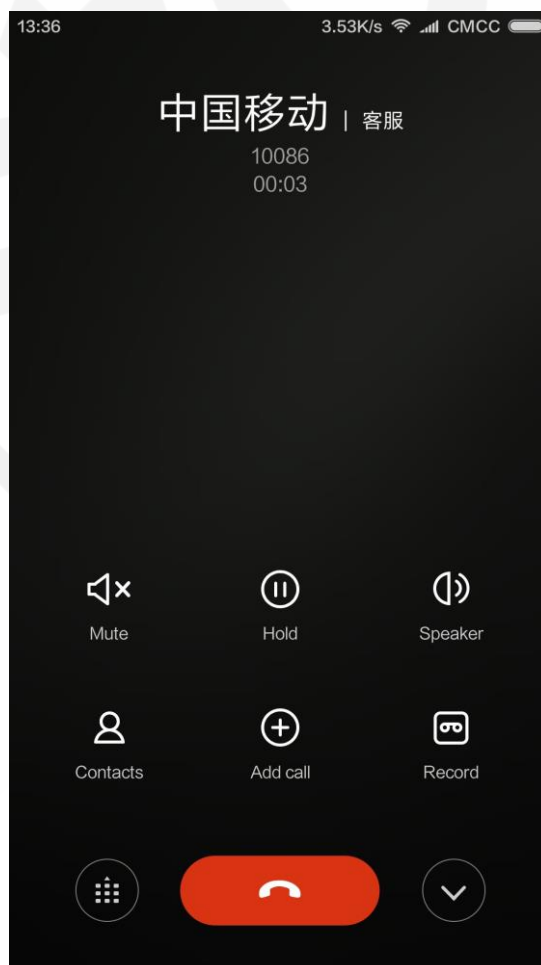 13:36 3.53K/s CMCC
中国移动 | 客服
10086
00:03
Mute Hold Speaker
Contacts Add call Record